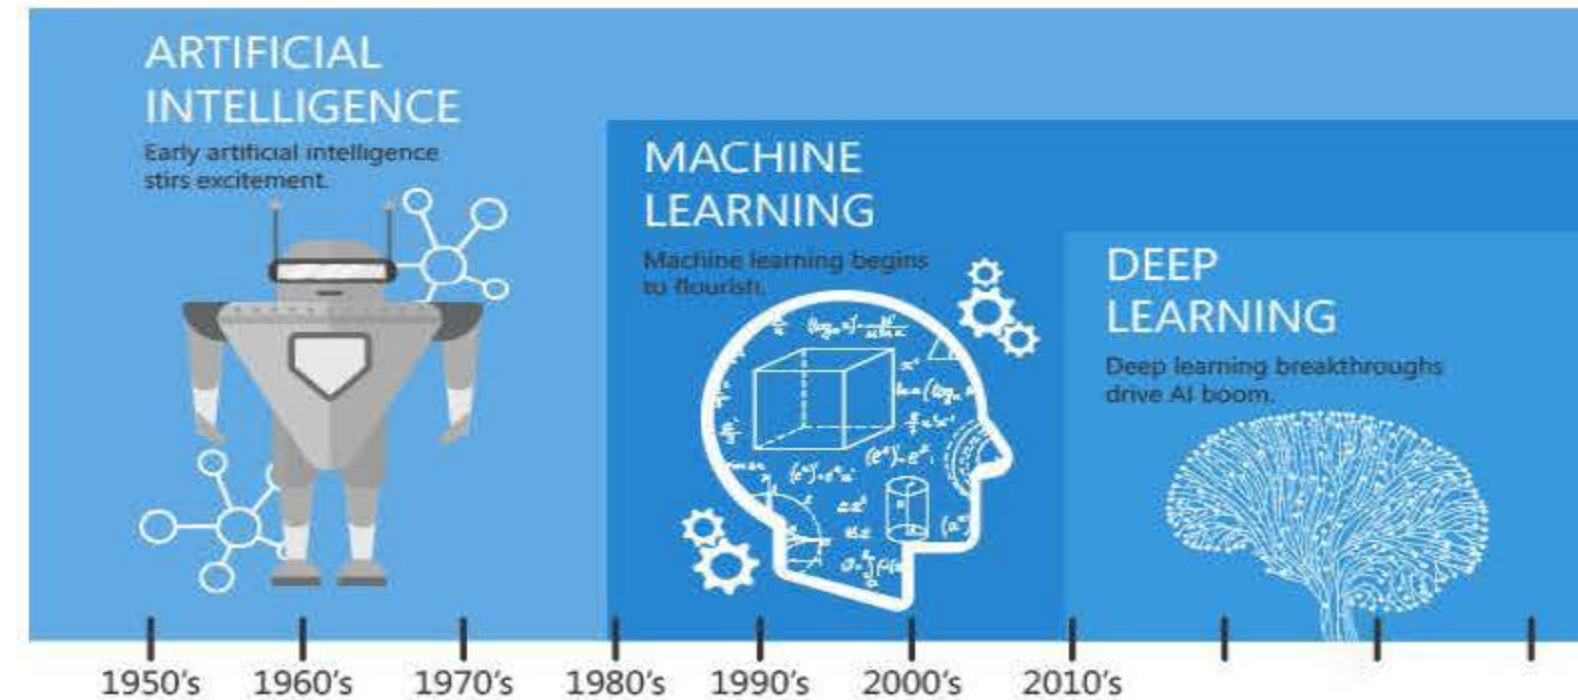 ARTIFICIAL
INTELLIGENCE
Early artificial intelligence
stirs excitement.
MACHINE
LEARNING
Machine learning begins
to flourish.
DEEP
LEARNING
Deep learning breakthroughs
drive AI boom.
1950's 1960's 1970's 1980's 1990's 2000's 2010's